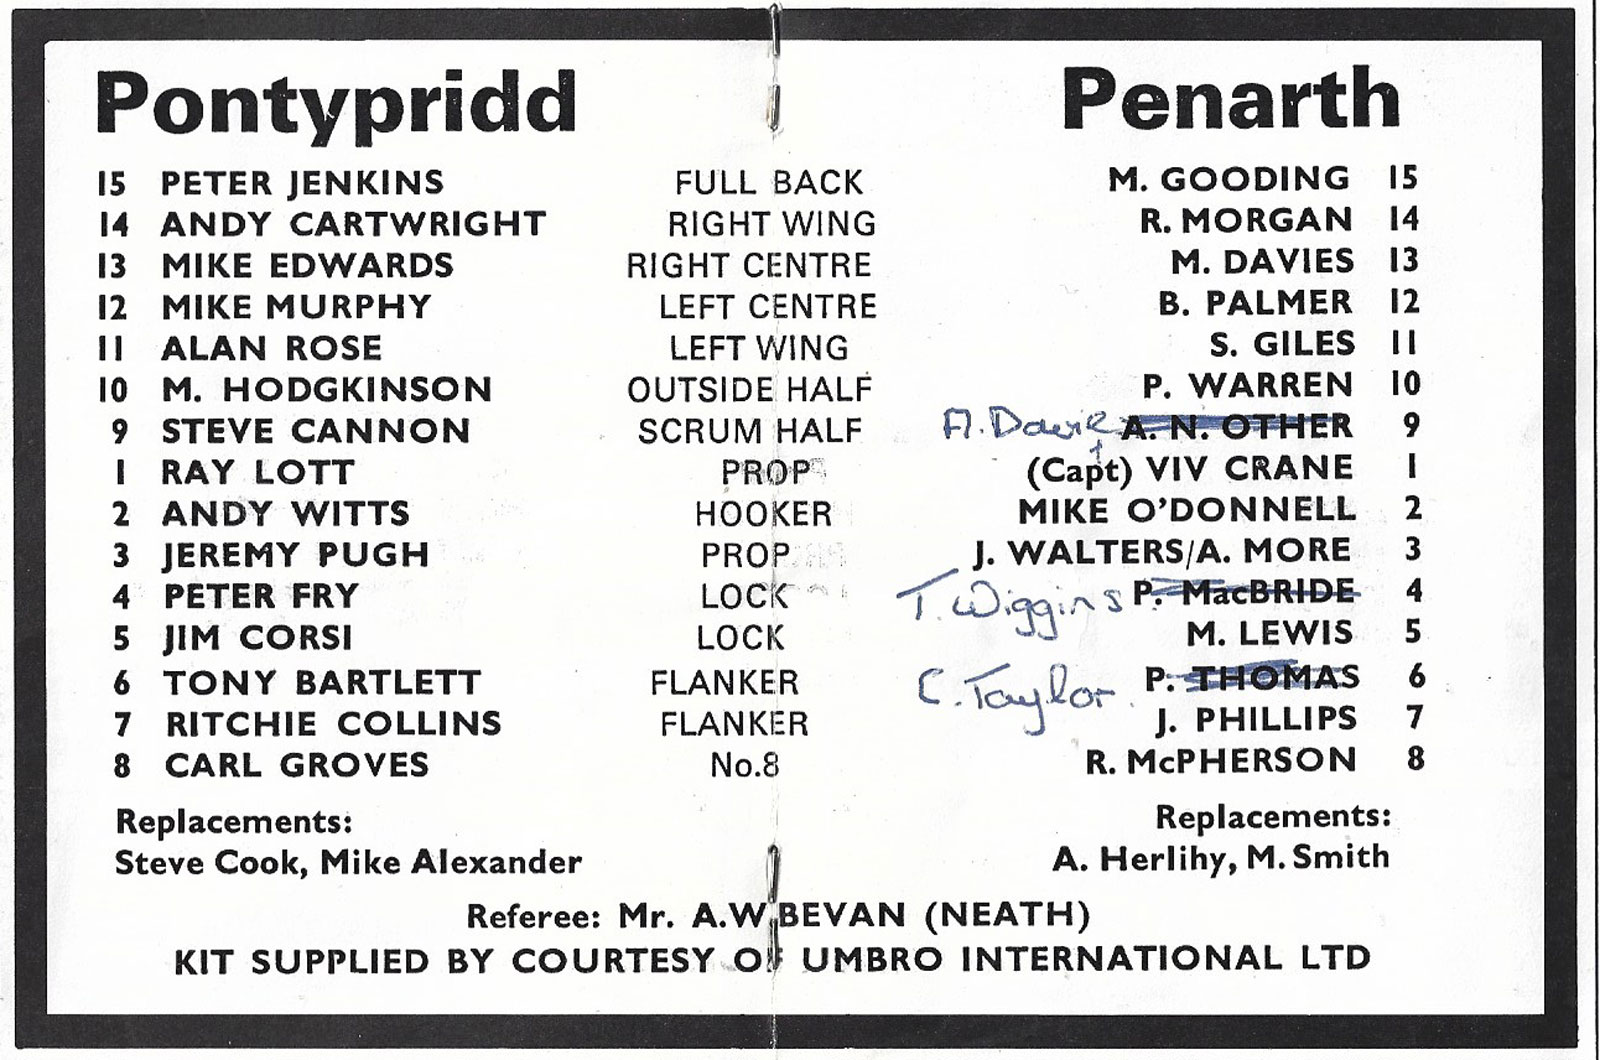 Pontypridd Penarth
15 PETER JENKINS FULL BACK M. GOODING 15
14 ANDY CARTWRIGHT RIGHT WING R. MORGAN 14
13 MIKE EDWARDS RIGHT CENTRE M. DAVIES 13
12 MIKE MURPHY LEFT CENTRE B. PALMER 12
11 ALAN ROSE LEFT WING S. GILES 11
10 M. HODGKINSON OUTSIDE HALF P. WARREN 10
9 STEVE CANNON SCRUM HALF A. A. N. OTHER 9
1 RAY LOTT PROP (Capt) VIV CRANE 1
2 ANDY WITTS HOOKER MIKE O'DONNELL 2
3 JEREMY PUGH PROP J. WALTERS/A. MORE 3
4 PETER FRY LOCK T. Wiggins P. MacBRIDE 4
5 JIM CORSI LOCK M. LEWIS 5
6 TONY BARTLETT FLANKER C. Taylor. P. THOMAS 6
7 RITCHIE COLLINS FLANKER J. PHILLIPS 7
8 CARL GROVES No.8 R. McPHERSON 8
Replacements: Replacements:
Steve Cook, Mike Alexander A. Herlihy, M. Smith
Referee: Mr. A.W BEVAN (NEATH)
KIT SUPPLIED BY COURTESY OF UMBRO INTERNATIONAL LTD